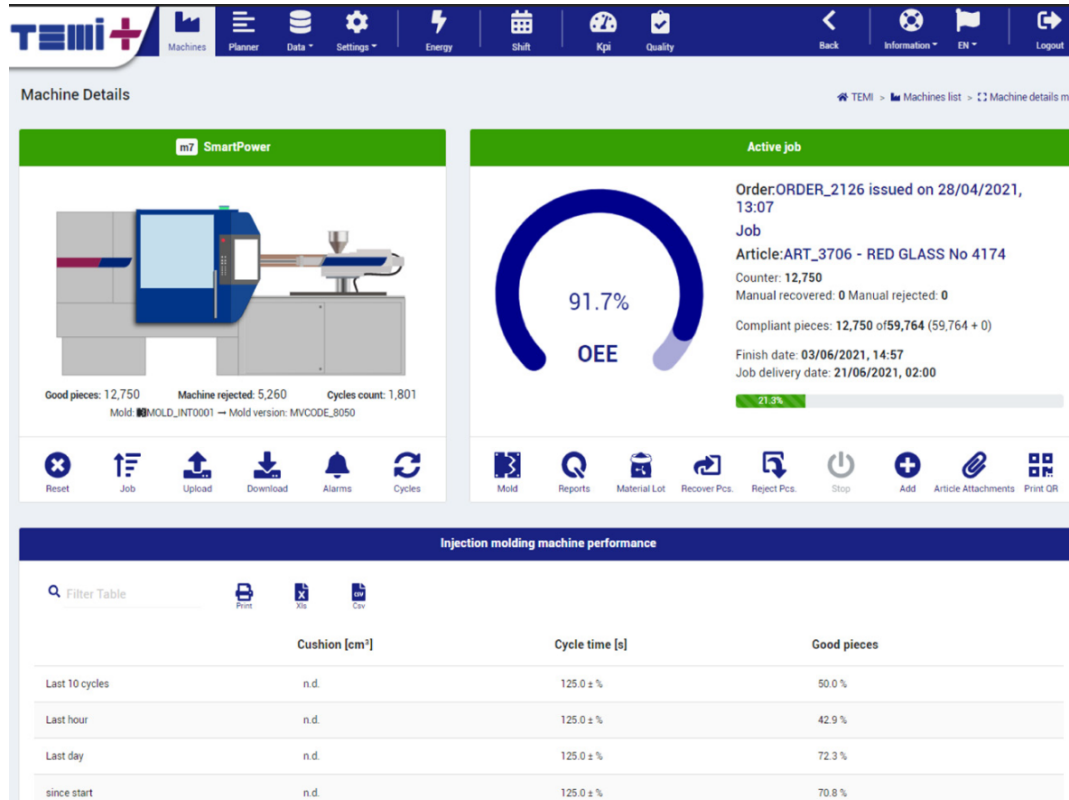 TEMI+
Machines Planner Data Settings Energy Shift Kpi Quality Back Information EN Logout
Machine Details
TEMI > Machines list > Machine details m
m7 SmartPower
Good pieces: 12,750 Machine rejected: 5,260 Cycles count: 1,801
Mold: MOLD_INT0001 → Mold version: MVCODE_8050
Reset Job Upload Download Alarms Cycles
Active job
91.7%
OEE
Order:ORDER_2126 issued on 28/04/2021,
13:07
Job
Article:ART_3706 - RED GLASS No 4174
Counter: 12,750
Manual recovered: 0 Manual rejected: 0
Compliant pieces: 12,750 of59,764 (59,764 + 0)
Finish date: 03/06/2021, 14:57
Job delivery date: 21/06/2021, 02:00
21.3%
Mold Reports Material Lot Recover Pcs. Reject Pcs. Stop Add Article Attachments Print QR
Injection molding machine performance
Filter Table Print Xls Csv
Cushion [cm³] Cycle time [s] Good pieces
Last 10 cycles n.d. 125.0 ± % 50.0 %
Last hour n.d. 125.0 ± % 42.9 %
Last day n.d. 125.0 ± % 72.3 %
since start n.d. 125.0 ± % 70.8 %